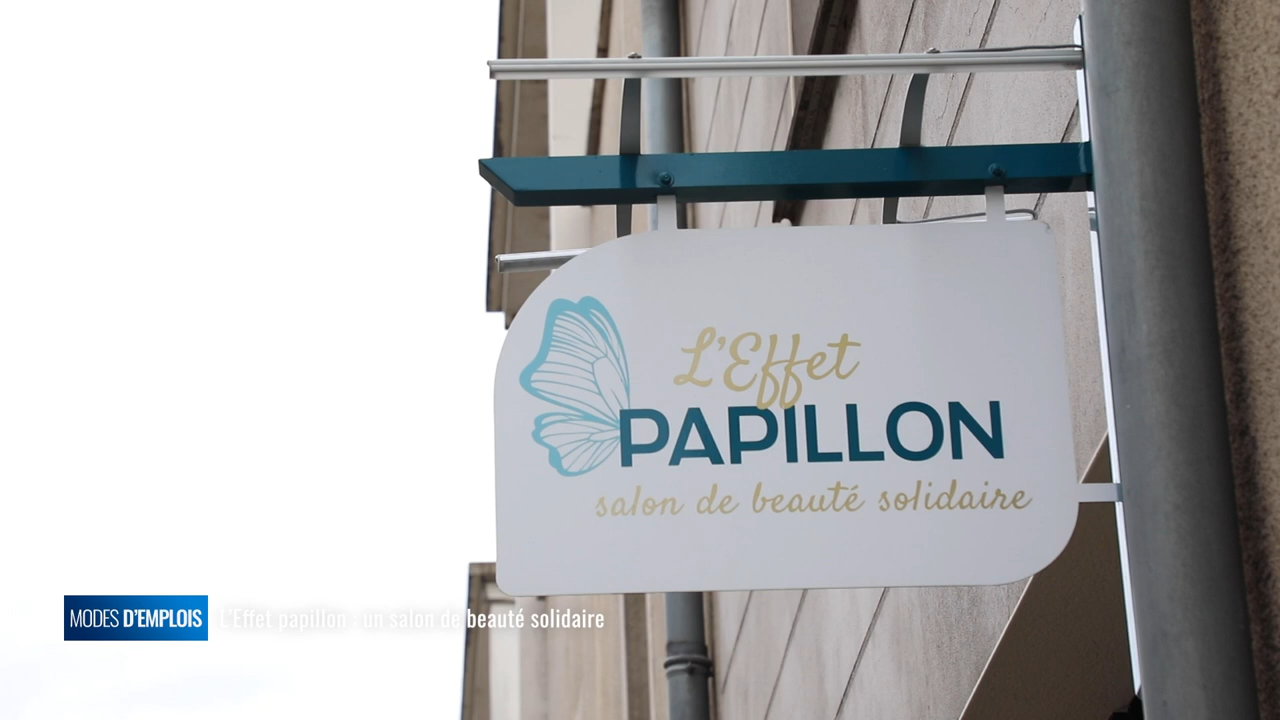 L'Effet
PAPILLON
salon de beauté solidaire
MODES D'EMPLOIS L'Effet papillon : un salon de beauté solidaire